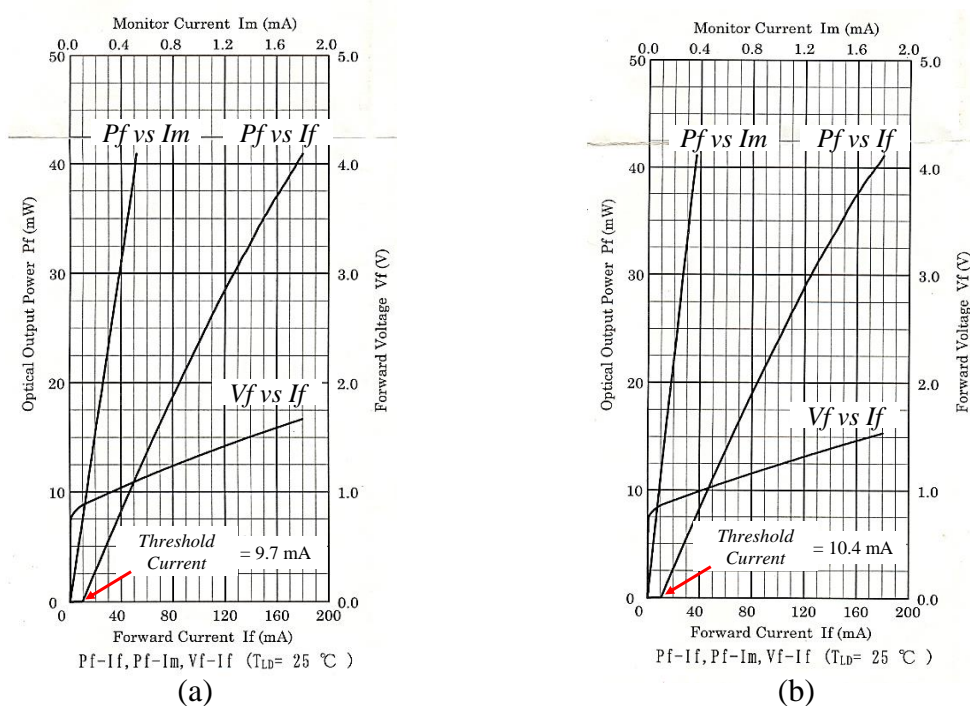 Monitor Current Im (mA)
0.0 0.4 0.8 1.2 1.6 2.0
50 5.0
Pf vs Im Pf vs If
40 4.0
30 3.0
20 2.0
Vf vs If
10 1.0
Threshold
Current = 9.7 mA
0 0.0
0 40 80 120 160 200
Optical Output Power Pf (mW)
Forward Voltage Vf (V)
Forward Current If (mA)
Pf-If, Pf-Im, Vf-If (TLD= 25 ℃ )
(a)
Monitor Current Im (mA)
0.0 0.4 0.8 1.2 1.6 2.0
50 5.0
Pf vs Im Pf vs If
40 4.0
30 3.0
20 2.0
Vf vs If
10 1.0
Threshold
Current = 10.4 mA
0 0.0
0 40 80 120 160 200
Optical Output Power Pf (mW)
Forward Voltage Vf (V)
Forward Current If (mA)
Pf-If, Pf-Im, Vf-If (TLD= 25 ℃ )
(b)